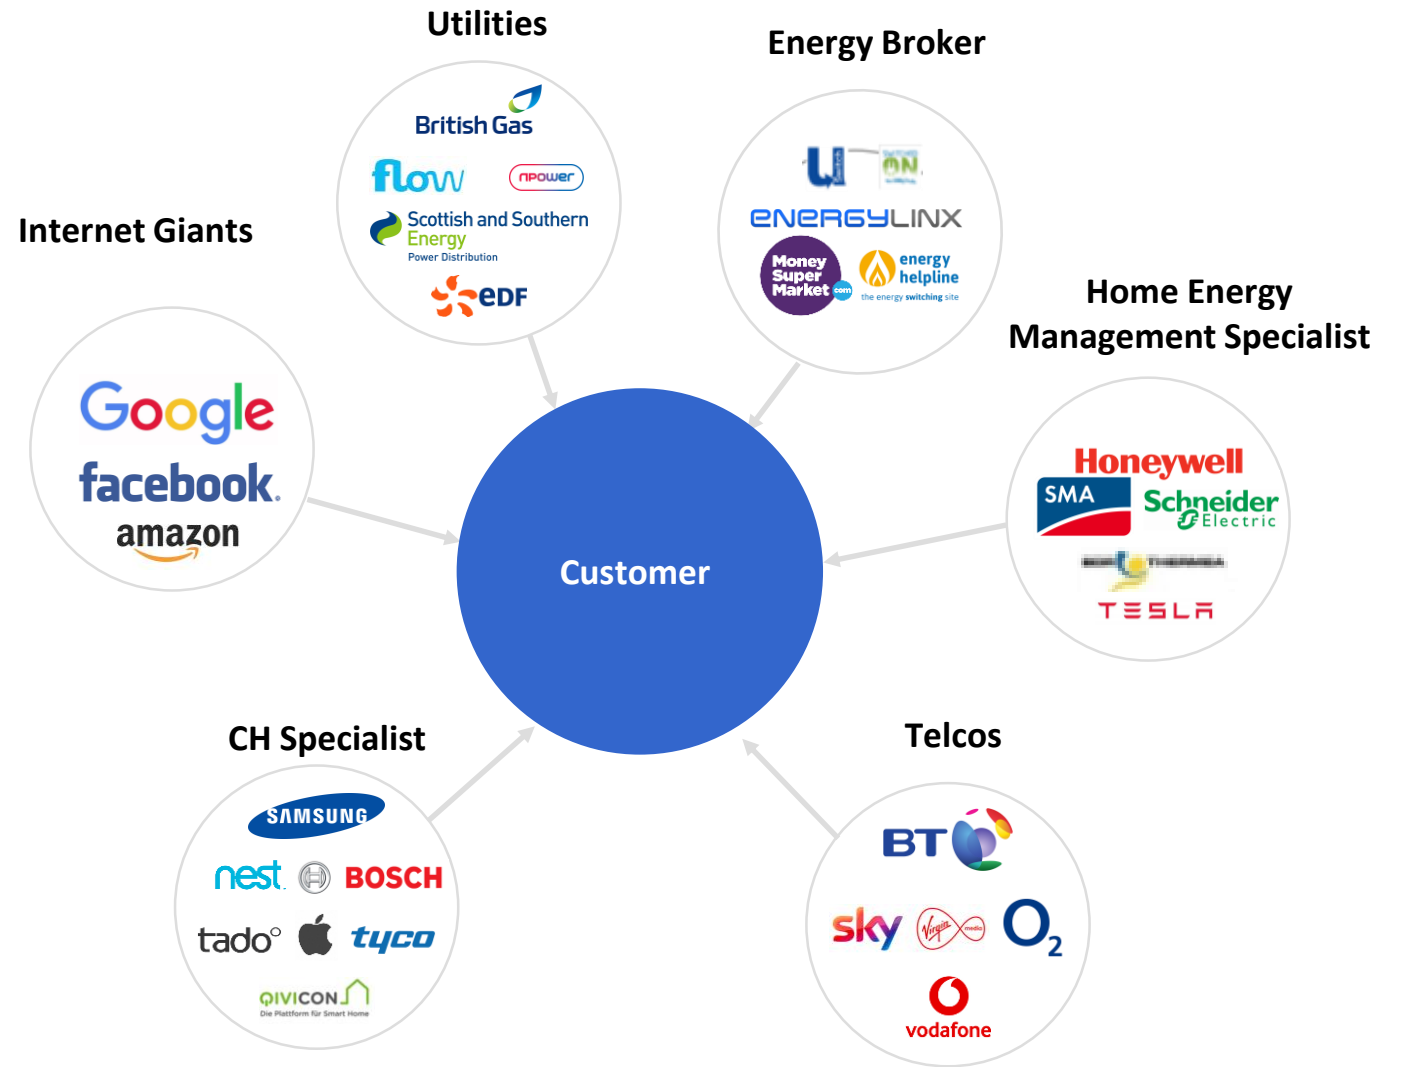 Utilities
British Gas
flow
npower
Scottish and Southern
Energy
Power Distribution
eDF
Energy Broker
U
Switch
SWITCHED
ON
ENERGYLINX
Money
Super
Market
com
energy
helpline
the energy switching site
Internet Giants
Google
facebook.
amazon
Home Energy
Management Specialist
Honeywell
SMA
Schneider
Electric
TESLA
Customer
CH Specialist
SAMSUNG
nest
BOSCH
tado°
tyco
QIVICON
Die Plattform für Smart Home
Telcos
BT
sky
Virgin
media
O2
vodafone